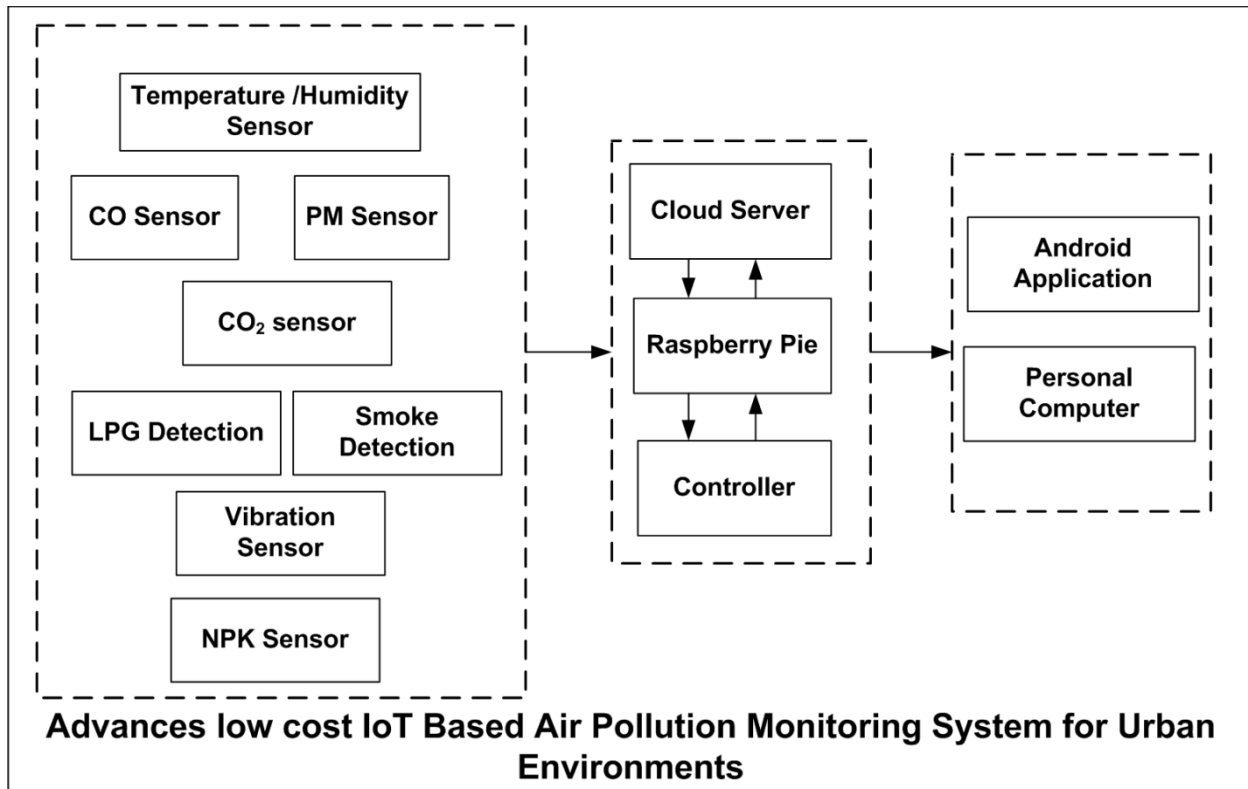 Temperature /Humidity
Sensor
CO Sensor
PM Sensor
CO₂ sensor
LPG Detection
Smoke
Detection
Vibration
Sensor
NPK Sensor
Cloud Server
Raspberry Pie
Controller
Android
Application
Personal
Computer
Advances low cost IoT Based Air Pollution Monitoring System for Urban
Environments